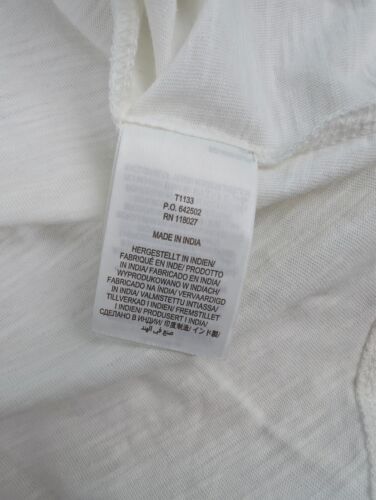 T1133
P.O. 642502
RN 118027
MADE IN INDIA
HERGESTELLT IN INDIEN/
FABRIQUÉ EN INDE/ PRODOTTO
IN INDIA/ FABRICADO EN INDIA/
WYPRODUKOWANO W INDIACH/
FABRICADO NA ÍNDIA/ VERVAARDIGD
IN INDIA/ VALMISTETTU INTIASSA/
TILLVERKAD I INDIEN/ FREMSTILLET
I INDIEN/ PRODUSERT I INDIA/
СДЕЛАНО В ИНДИИ/ 印度製造/ インド製/
صنع في الهند